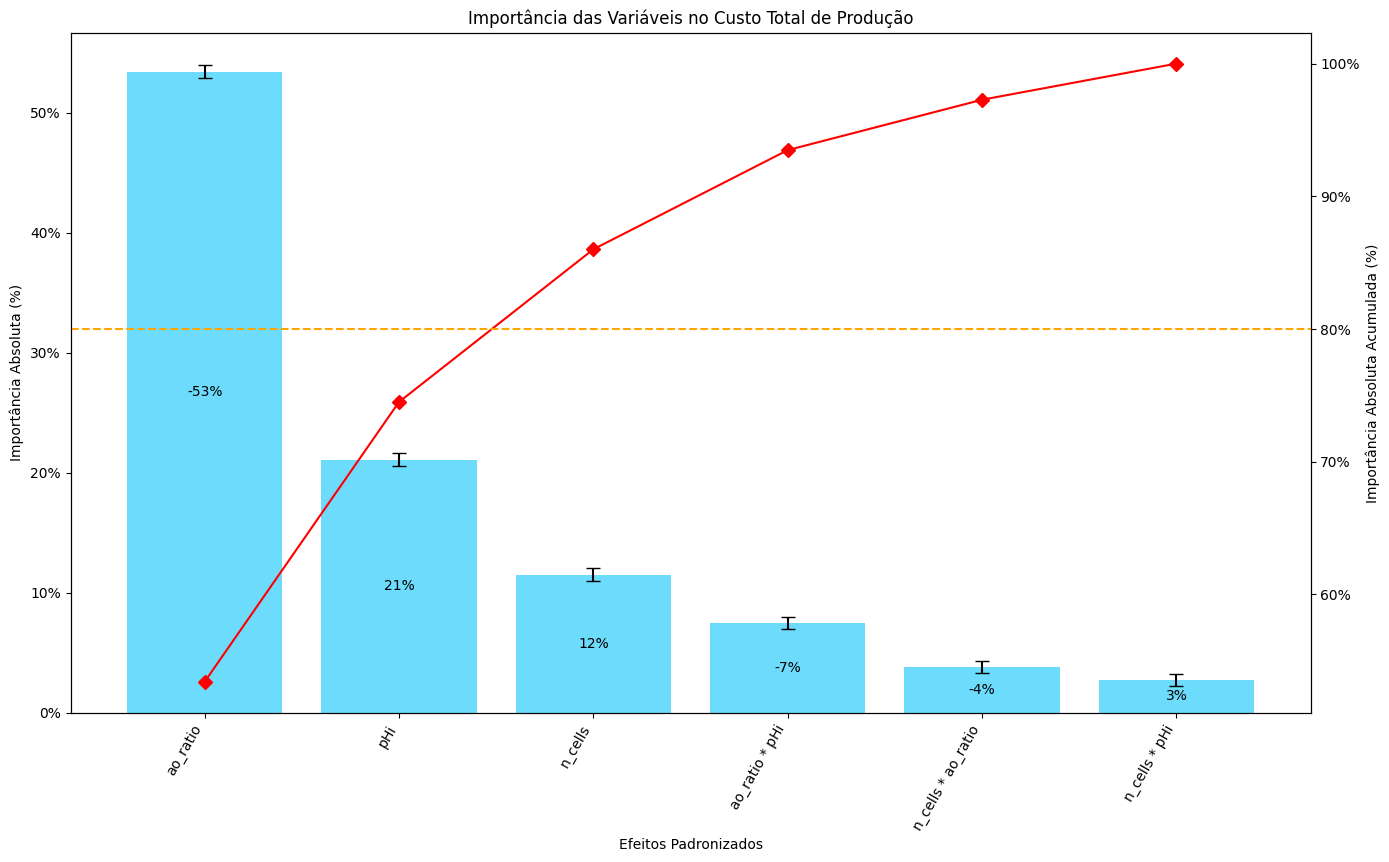 Importância das Variáveis no Custo Total de Produção
Importância Absoluta (%)
50%
40%
30%
20%
10%
0%
-53%
21%
12%
-7%
-4%
3%
100%
90%
80%
70%
60%
Importância Absoluta Acumulada (%)
ao_ratio
pHi
n_cells
ao_ratio * pHi
n_cells * ao_ratio
n_cells * pHi
Efeitos Padronizados